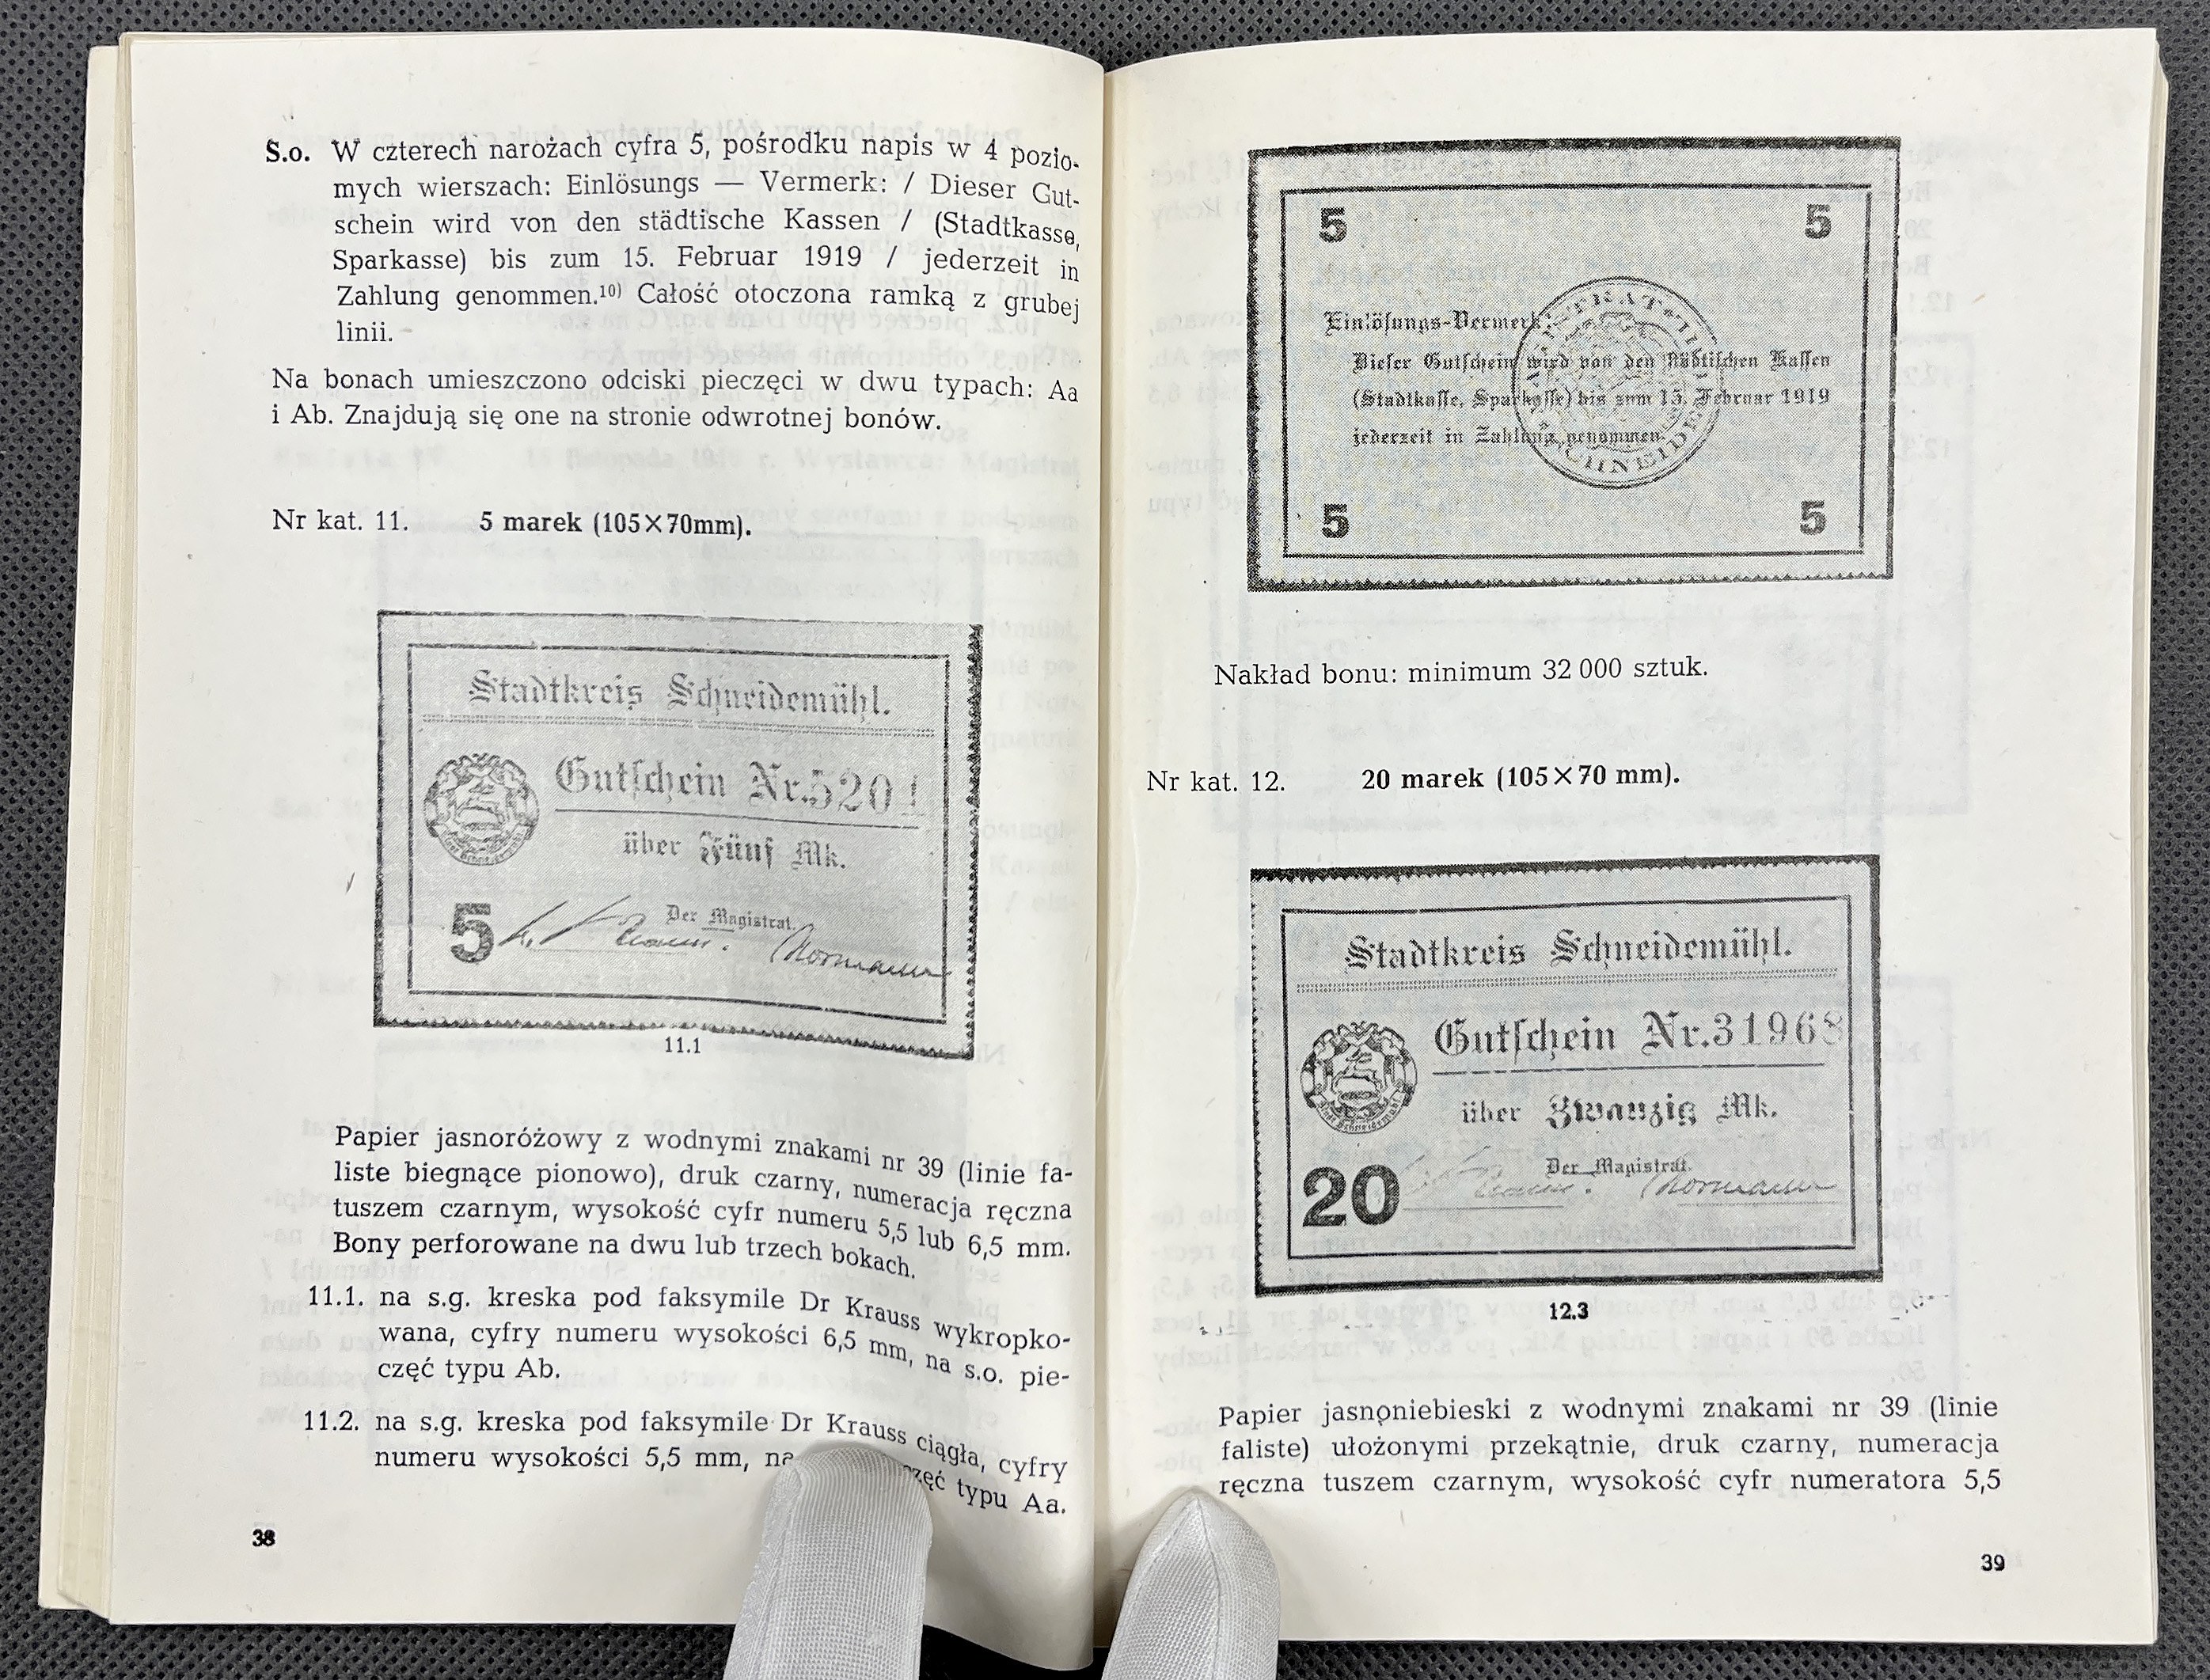 S.o. W czterech narożach cyfra 5, pośrodku napis w 4 pozio-
mych wierszach: Einlösungs — Vermerk: / Dieser Gut-
schein wird von den städtische Kassen / (Stadtkasse,
Sparkasse) bis zum 15. Februar 1919 / jederzeit in
Zahlung genommen.¹⁰⁾ Całość otoczona ramką z grubej
linii.
Na bonach umieszczono odciski pieczęci w dwu typach: Aa
i Ab. Znajdują się one na stronie odwrotnej bonów.
Nr kat. 11. 5 marek (105×70mm).
Stadtkreis Schneidemühl.
Gutschein Nr. 5201
über Fünf Mk.
Der Magistrat.
5
11.1
Papier jasnoróżowy z wodnymi znakami nr 39 (linie fa-
liste biegnące pionowo), druk czarny, numeracja ręczna
tuszem czarnym, wysokość cyfr numeru 5,5 lub 6,5 mm.
Bony perforowane na dwu lub trzech bokach.
11.1. na s.g. kreska pod faksymile Dr Krauss wykropko-
wana, cyfry numeru wysokości 6,5 mm, na s.o. pie-
częć typu Ab.
11.2. na s.g. kreska pod faksymile Dr Krauss ciągła, cyfry
numeru wysokości 5,5 mm, na typu Aa.
38
5 5
Einlösungs-Vermerk:
Dieser Gutschein wird von den städtischen Kassen
(Stadtkasse, Sparkasse) bis zum 15. Februar 1919
jederzeit in Zahlung genommen.
5 5
Nakład bonu: minimum 32 000 sztuk.
Nr kat. 12. 20 marek (105×70 mm).
Stadtkreis Schneidemühl.
Gutschein Nr. 31968
über Zwanzig Mk.
Der Magistrat.
20
12.3
Papier jasnoniebieski z wodnymi znakami nr 39 (linie
faliste) ułożonymi przekątnie, druk czarny, numeracja
ręczna tuszem czarnym, wysokość cyfr numeratora 5,5
39